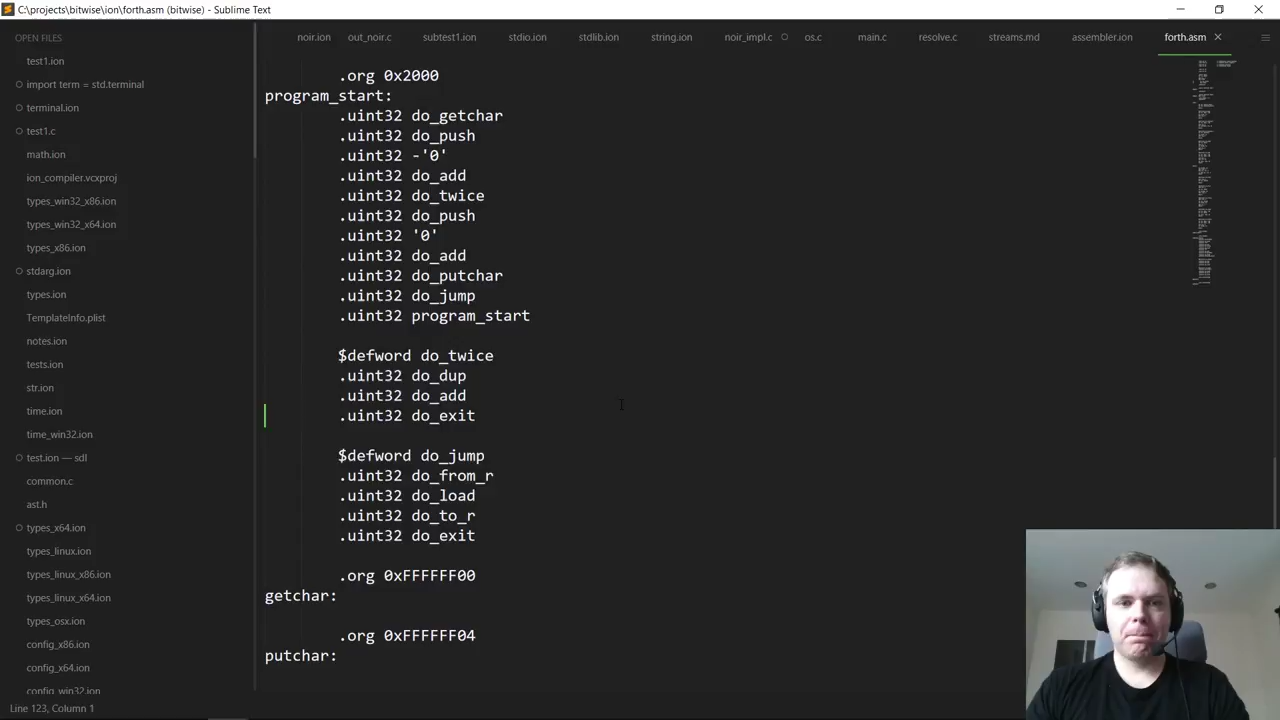 C:\projects\bitwise\ion\forth.asm (bitwise) - Sublime Text
OPEN FILES
test1.ion
import term = std.terminal
terminal.ion
test1.c
math.ion
ion_compiler.vcxproj
types_win32_x86.ion
types_win32_x64.ion
types_x86.ion
stdarg.ion
types.ion
TemplateInfo.plist
notes.ion
tests.ion
str.ion
time.ion
time_win32.ion
test.ion — sdl
common.c
ast.h
types_x64.ion
types_linux.ion
types_linux_x86.ion
types_linux_x64.ion
types_osx.ion
config_x86.ion
config_x64.ion
config_win32.ion
noir.ion out_noir.c subtest1.ion stdio.ion stdlib.ion string.ion noir_impl.c os.c main.c resolve.c streams.md assembler.ion forth.asm
.org 0x2000
program_start:
.uint32 do_getchar
.uint32 do_push
.uint32 -'0'
.uint32 do_add
.uint32 do_twice
.uint32 do_push
.uint32 '0'
.uint32 do_add
.uint32 do_putchar
.uint32 do_jump
.uint32 program_start
$defword do_twice
.uint32 do_dup
.uint32 do_add
.uint32 do_exit
$defword do_jump
.uint32 do_from_r
.uint32 do_load
.uint32 do_to_r
.uint32 do_exit
.org 0xFFFFFF00
getchar:
.org 0xFFFFFF04
putchar:
Line 123, Column 1